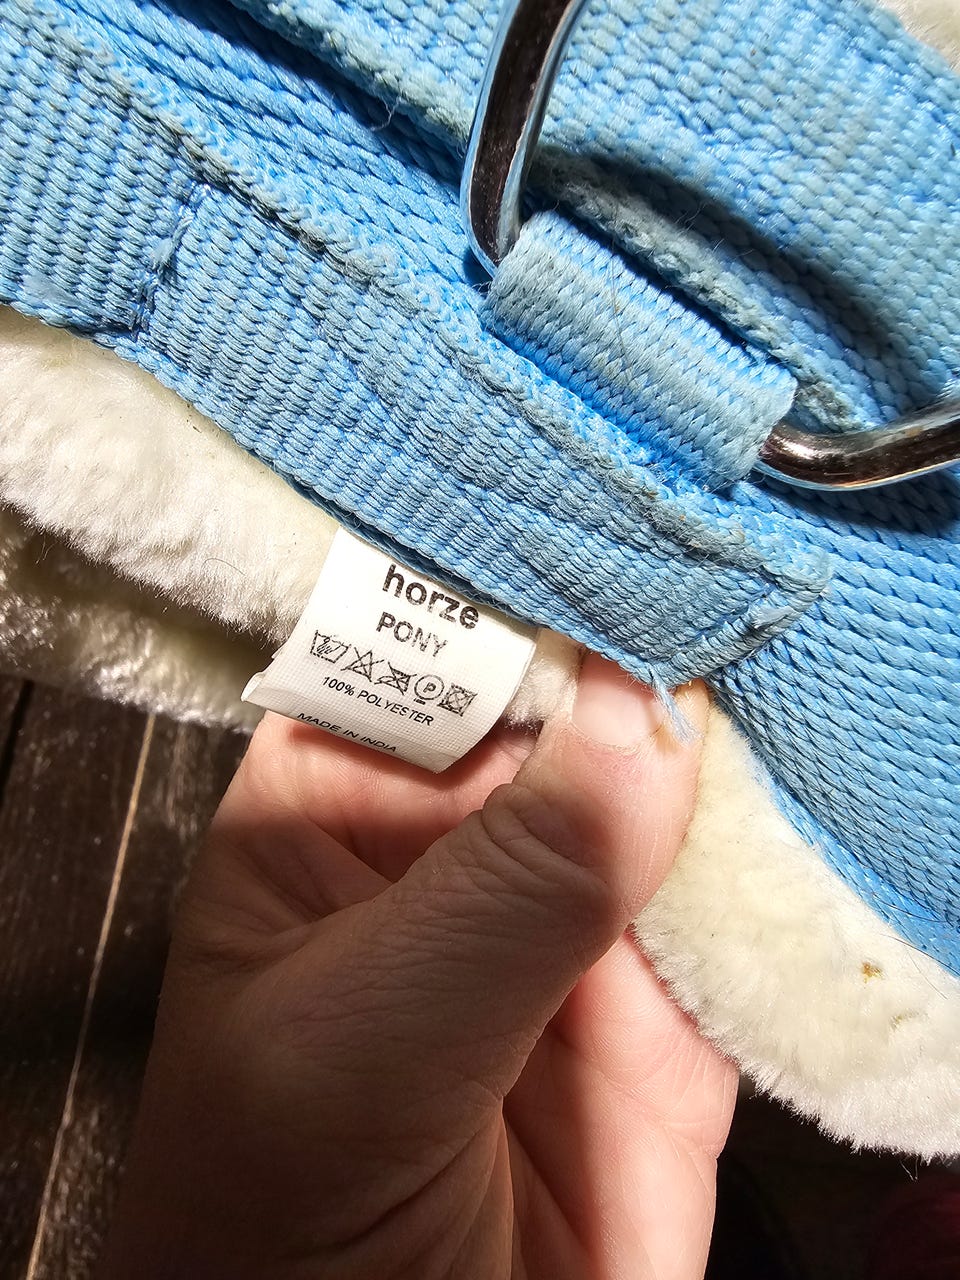 horze
PONY
P
100% POLYESTER
MADE IN INDIA